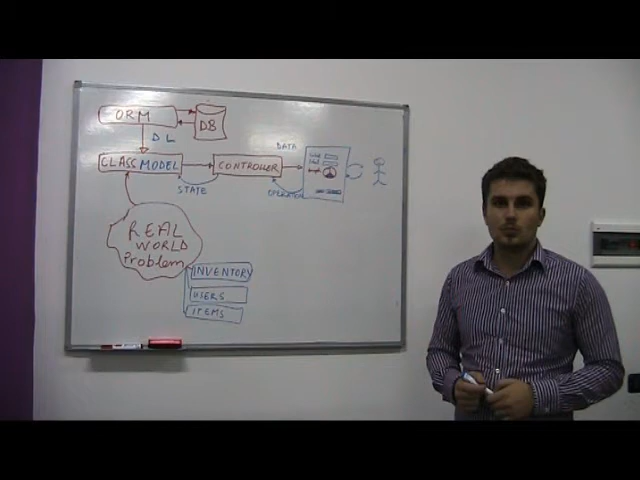 ORM
DB
DL
CLASS MODEL
CONTROLLER
DATA
STATE
OPERATION
REAL
WORLD
Problem
INVENTORY
USERS
ITEMS